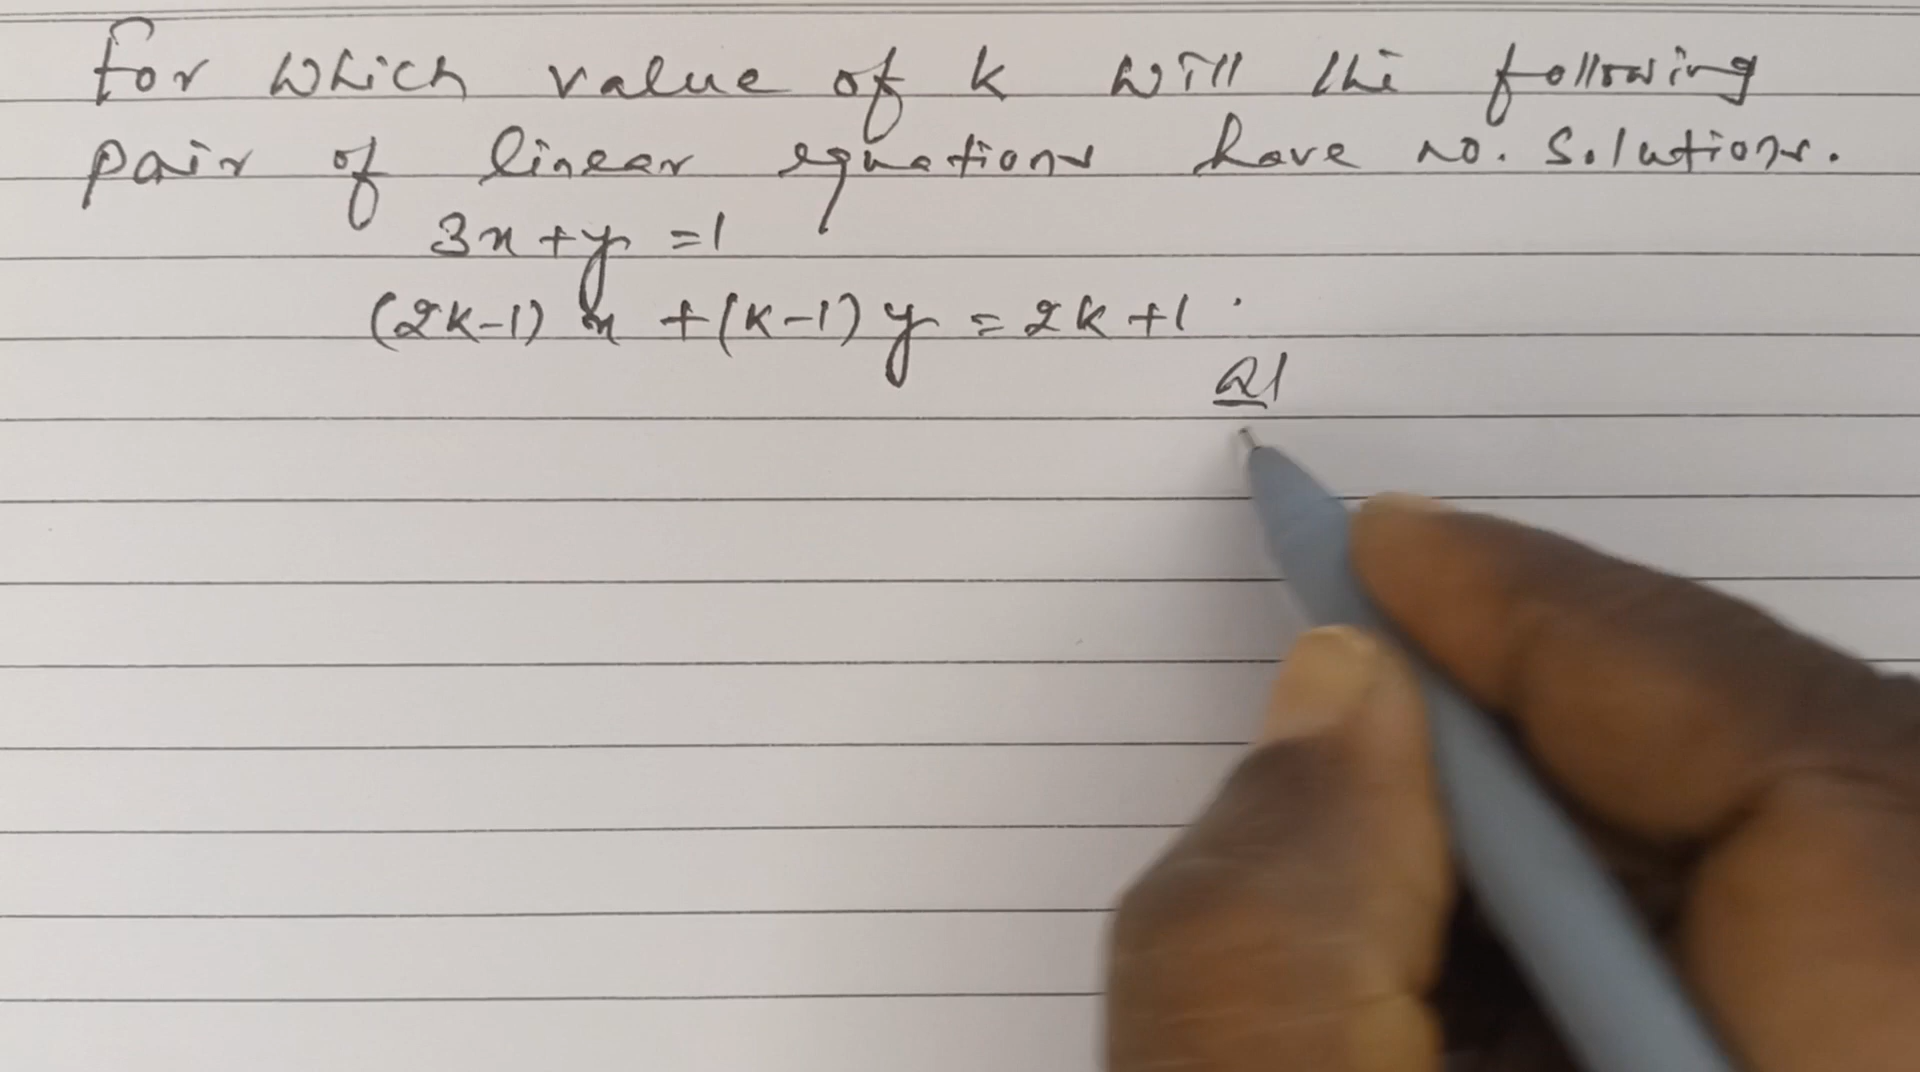 For which value of k will the following
pair of linear equations have no. solutions.
3x + y = 1
(2k-1) x + (k-1) y = 2k + 1 .
a1